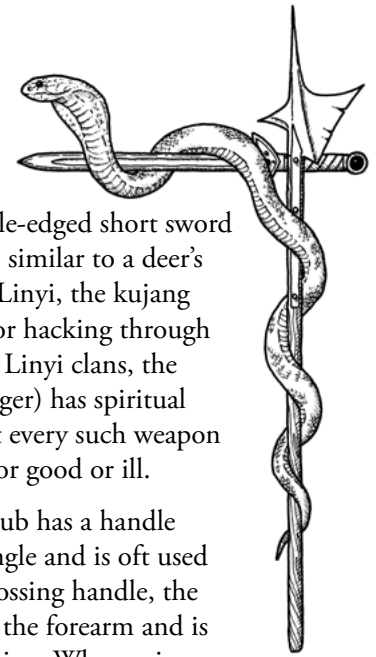 le-edged short sword
similar to a deer’s
Linyi, the kujang
or hacking through
Linyi clans, the
ger) has spiritual
t every such weapon
or good or ill.
ub has a handle
ngle and is oft used
ossing handle, the
the forearm and is